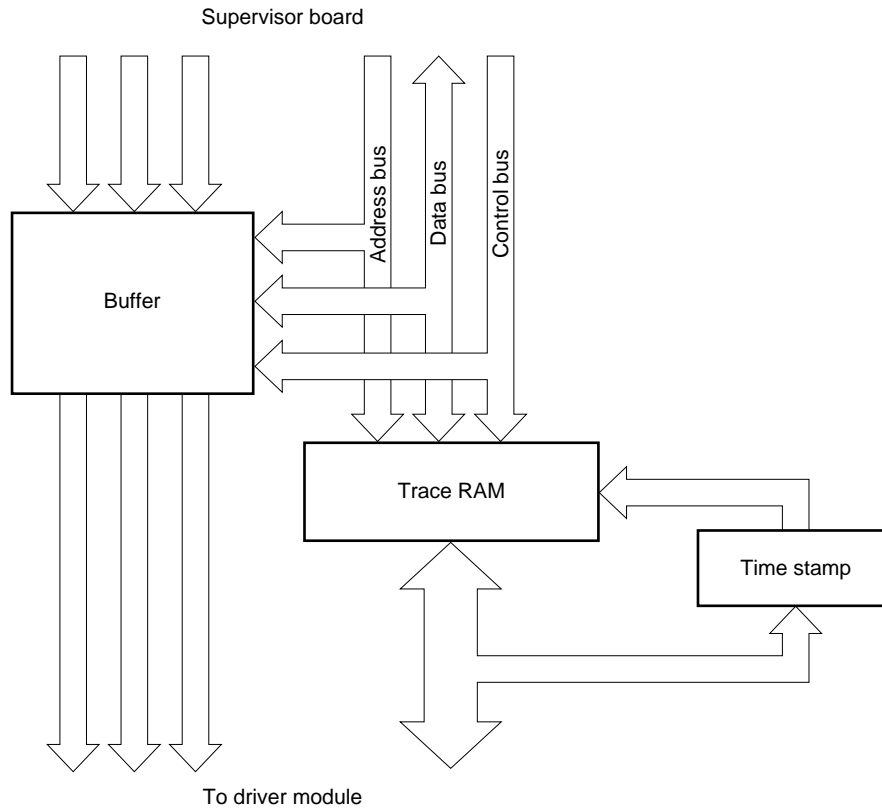 Supervisor board
Address bus
Data bus
Control bus
Buffer
Trace RAM
Time stamp
To driver module